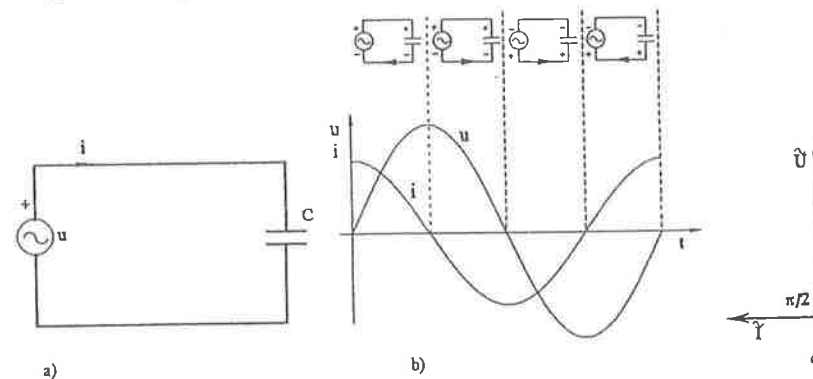 + + + + - - - -
- - - - + + + +
u
i
u
i
i
t
+
u
C
Ũ
π/2
Ĩ
a)
b)